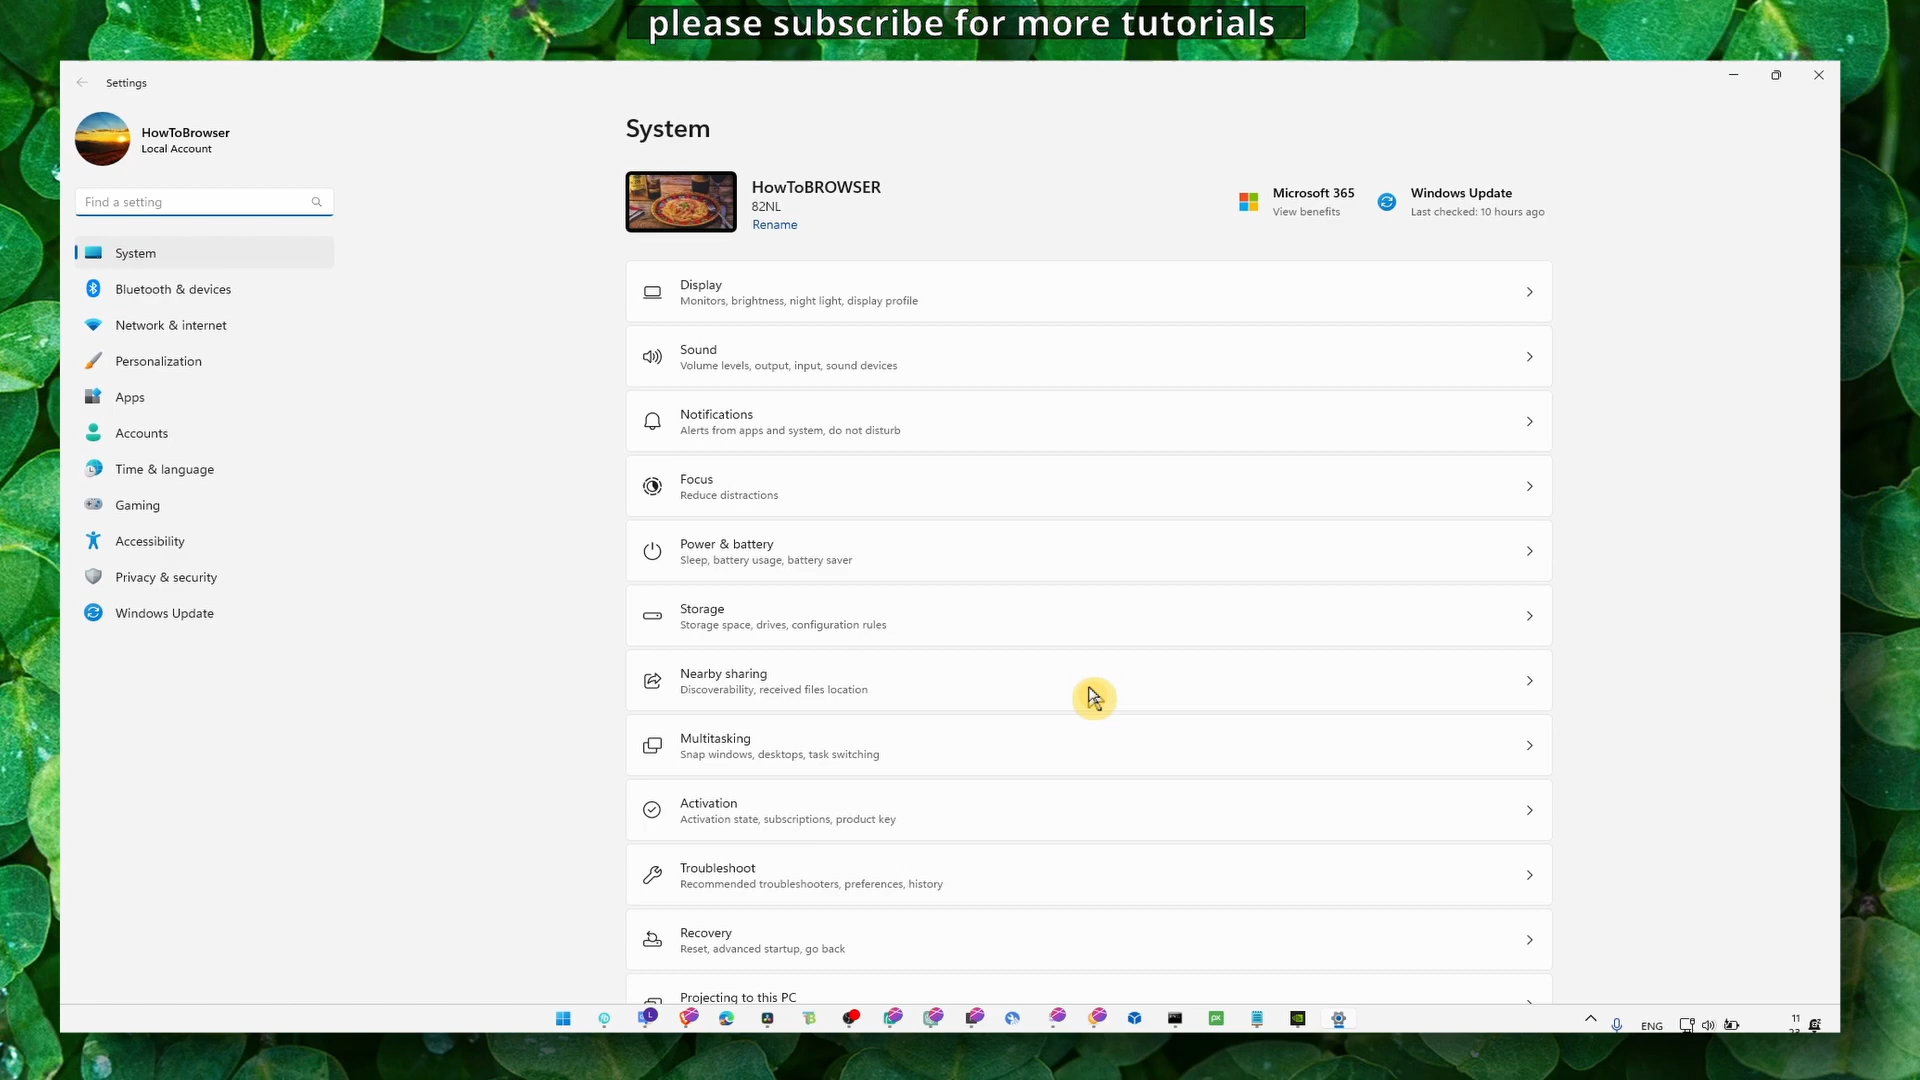 please subscribe for more tutorials
Settings
HowToBrowser
Local Account
Find a setting
System
Bluetooth & devices
Network & internet
Personalization
Apps
Accounts
Time & language
Gaming
Accessibility
Privacy & security
Windows Update
System
HowToBROWSER
82NL
Rename
Microsoft 365
View benefits
Windows Update
Last checked: 10 hours ago
Display
Monitors, brightness, night light, display profile
Sound
Volume levels, output, input, sound devices
Notifications
Alerts from apps and system, do not disturb
Focus
Reduce distractions
Power & battery
Sleep, battery usage, battery saver
Storage
Storage space, drives, configuration rules
Nearby sharing
Discoverability, received files location
Multitasking
Snap windows, desktops, task switching
Activation
Activation state, subscriptions, product key
Troubleshoot
Recommended troubleshooters, preferences, history
Recovery
Reset, advanced startup, go back
Projecting to this PC
ENG
11